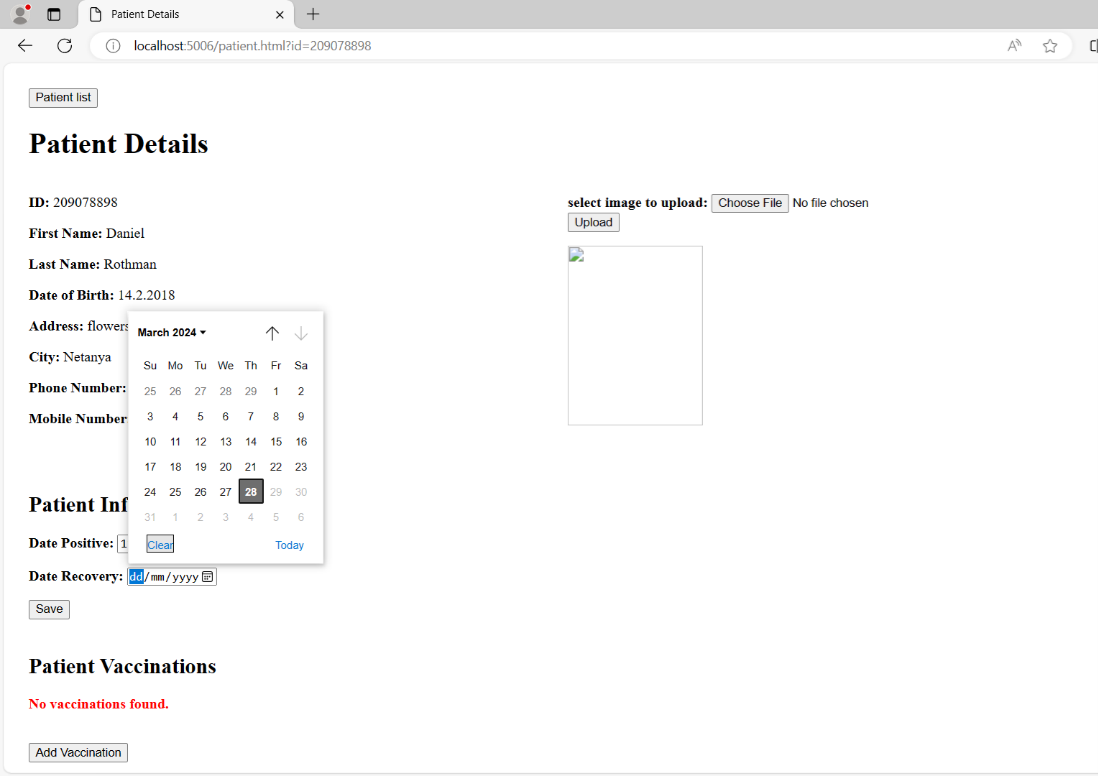 Patient Details
localhost:5006/patient.html?id=209078898
Patient list
Patient Details
ID: 209078898
First Name: Daniel
Last Name: Rothman
Date of Birth: 14.2.2018
Address: flowers
City: Netanya
Phone Number:
Mobile Number
select image to upload: Choose File No file chosen
Upload
March 2024
Su Mo Tu We Th Fr Sa
25 26 27 28 29 1 2
3 4 5 6 7 8 9
10 11 12 13 14 15 16
17 18 19 20 21 22 23
24 25 26 27 28 29 30
31 1 2 3 4 5 6
Clear Today
Patient Inf
Date Positive: 1
Date Recovery: dd/mm/yyyy
Save
Patient Vaccinations
No vaccinations found.
Add Vaccination